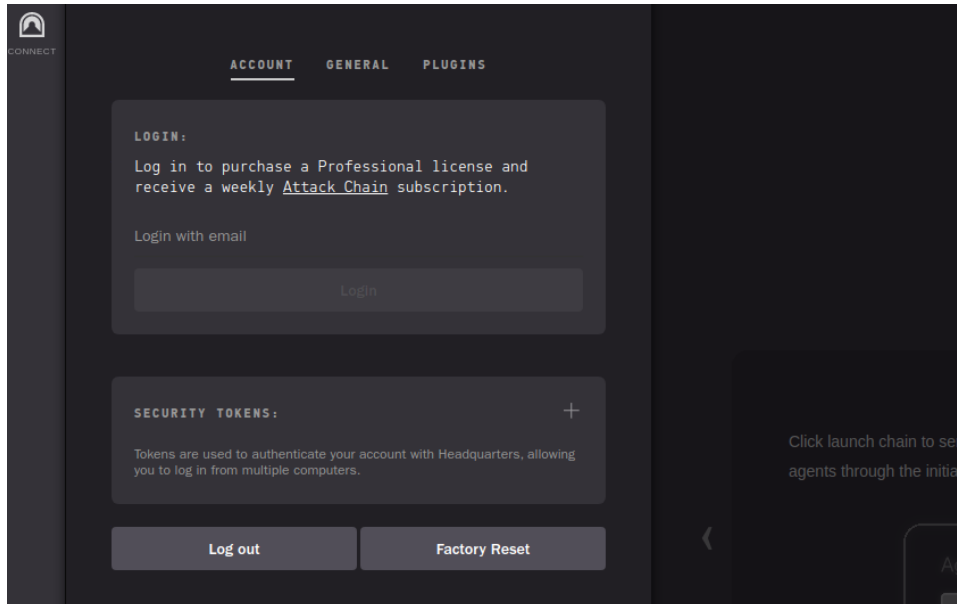 CONNECT
ACCOUNT GENERAL PLUGINS
LOGIN:
Log in to purchase a Professional license and
receive a weekly Attack Chain subscription.
Login with email
Login
SECURITY TOKENS:
Tokens are used to authenticate your account with Headquarters, allowing
you to log in from multiple computers.
Log out Factory Reset
Click launch chain to
agents through the